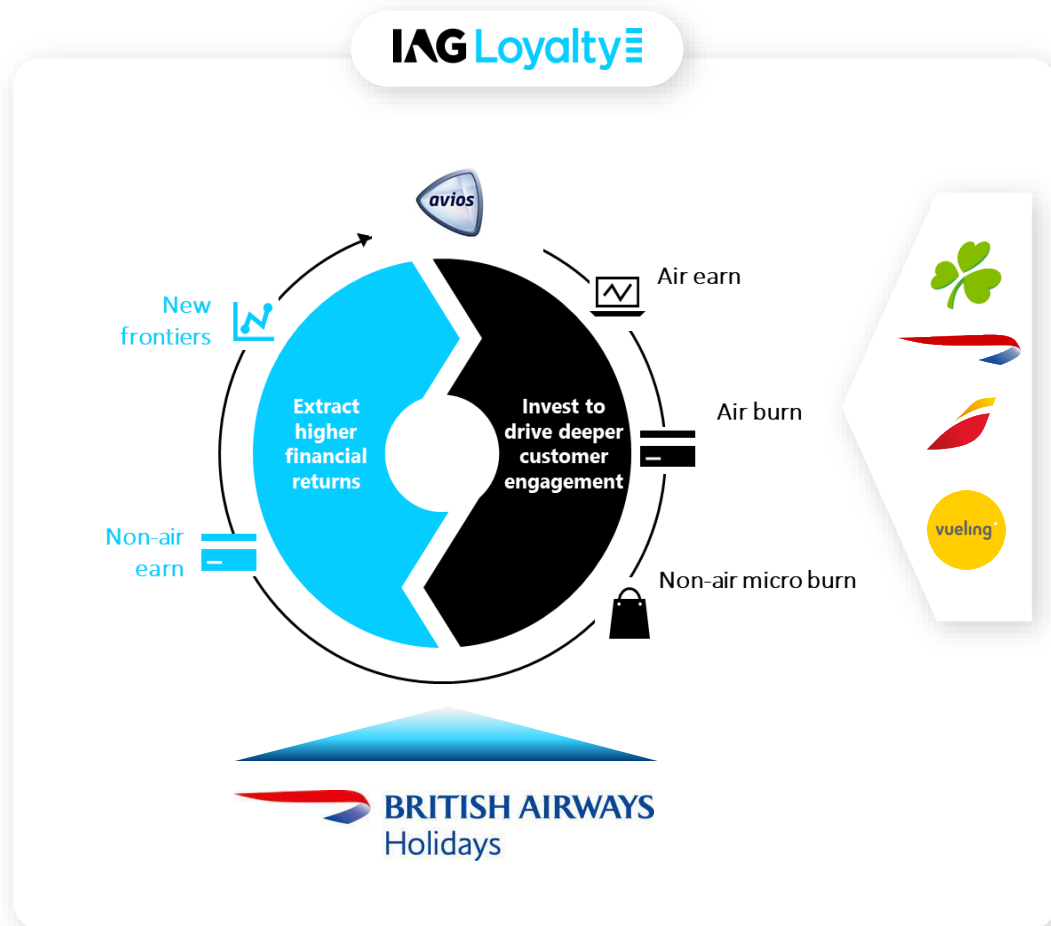 IAG Loyalty
avios
Air earn
New
frontiers
Air burn
Extract
higher
financial
returns
Invest to
drive deeper
customer
engagement
vueling
Non-air
earn
Non-air micro burn
BRITISH AIRWAYS
Holidays